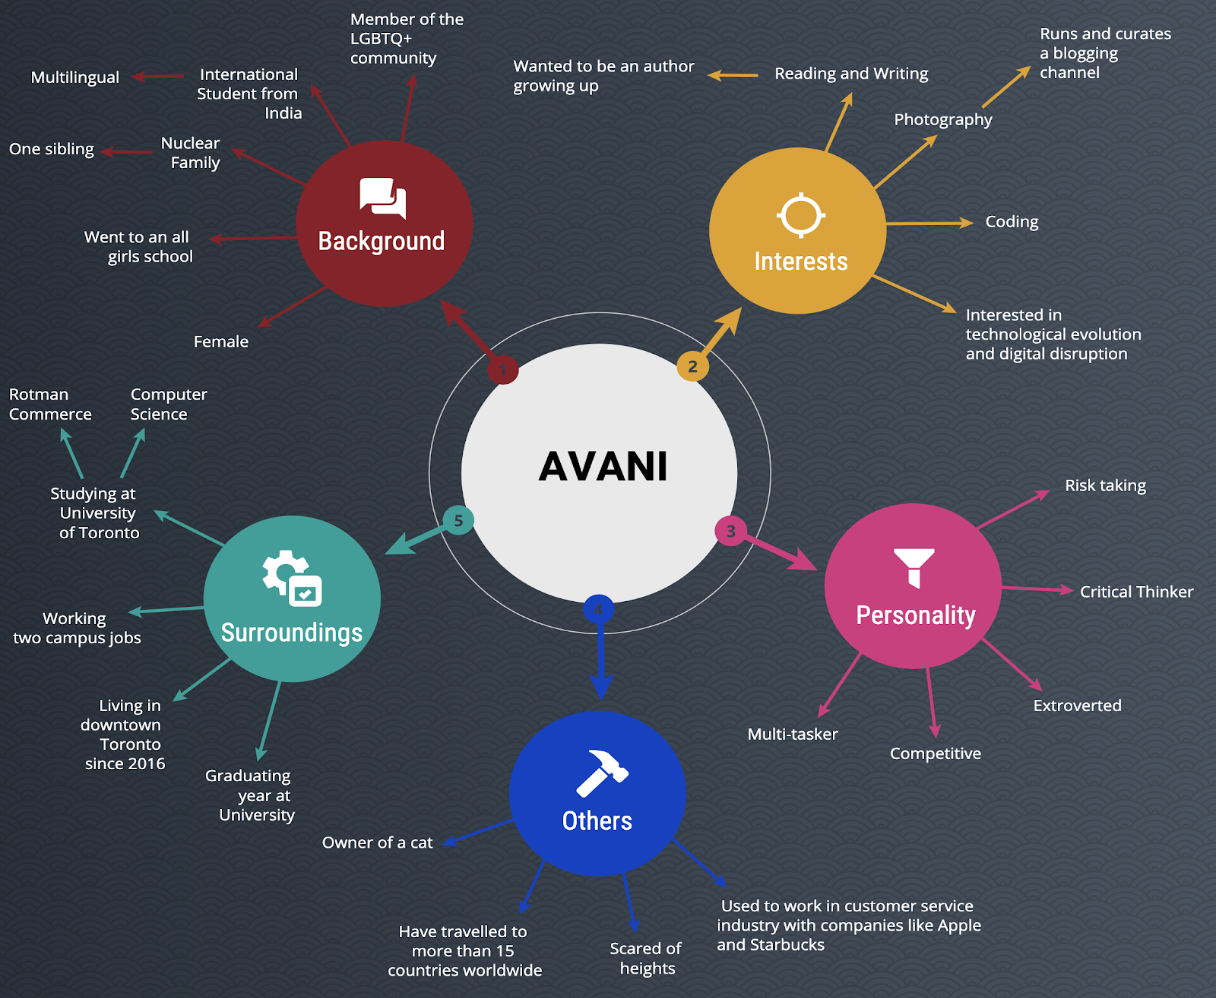 Member of the
LGBTQ+
community
Multilingual
International
Student from
India
One sibling
Nuclear
Family
Went to an all
girls school
Female
Background
1
Wanted to be an author
growing up
Reading and Writing
Runs and curates
a blogging
channel
Photography
Coding
Interested in
technological evolution
and digital disruption
Interests
2
AVANI
Risk taking
Critical Thinker
Extroverted
Competitive
Multi-tasker
Personality
3
4
Others
Owner of a cat
Have travelled to
more than 15
countries worldwide
Scared of
heights
Used to work in customer service
industry with companies like Apple
and Starbucks
5
Surroundings
Rotman
Commerce
Computer
Science
Studying at
University
of Toronto
Working
two campus jobs
Living in
downtown
Toronto
since 2016
Graduating
year at
University